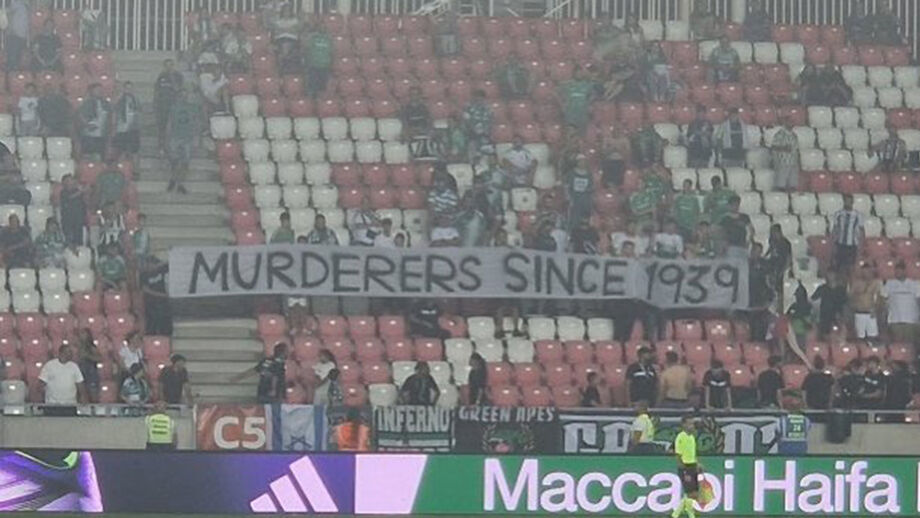 MURDERERS SINCE 1939
C5
INFERNO
GREEN APES
Maccabi Haifa